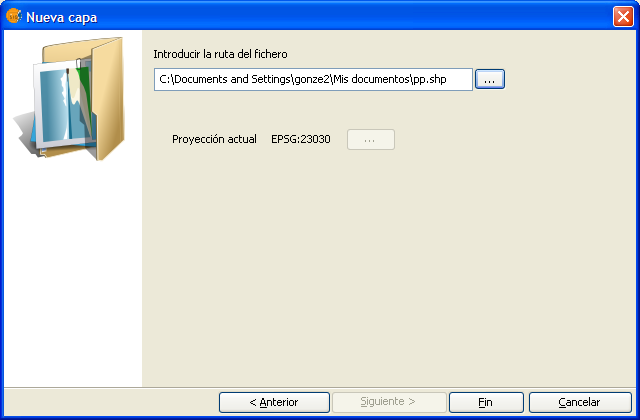 Nueva capa
Introducir la ruta del fichero
C:\Documents and Settings\gonze2\Mis documentos\pp.shp ...
Proyección actual EPSG:23030 ...
< Anterior Siguiente > Fin Cancelar